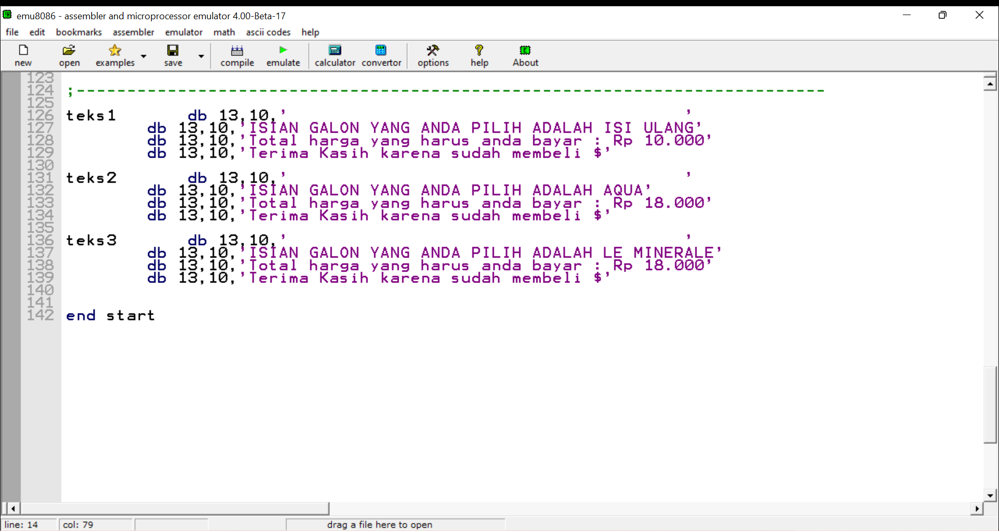 emu8086 - assembler and microprocessor emulator 4.00-Beta-17
file edit bookmarks assembler emulator math ascii codes help
new open examples save compile emulate calculator convertor options help About
123
124 ;--------------------------------------------------------------------------
125
126 teks1       db 13,10,'                                        '
127         db 13,10,'ISIAN GALON YANG ANDA PILIH ADALAH ISI ULANG'
128         db 13,10,'Total harga yang harus anda bayar : Rp 10.000'
129         db 13,10,'Terima Kasih karena sudah membeli $'
130
131 teks2       db 13,10,'                                        '
132         db 13,10,'ISIAN GALON YANG ANDA PILIH ADALAH AQUA'
133         db 13,10,'Total harga yang harus anda bayar : Rp 18.000'
134         db 13,10,'Terima Kasih karena sudah membeli $'
135
136 teks3       db 13,10,'                                        '
137         db 13,10,'ISIAN GALON YANG ANDA PILIH ADALAH LE MINERALE'
138         db 13,10,'Total harga yang harus anda bayar : Rp 18.000'
139         db 13,10,'Terima Kasih karena sudah membeli $'
140
141
142 end start
line: 14 col: 79 drag a file here to open